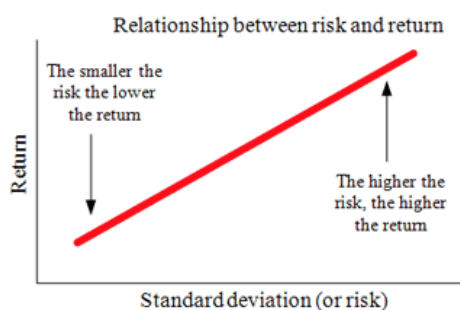 Relationship between risk and return
The smaller the
risk the lower
the return
Return
The higher the
risk, the higher
the return
Standard deviation (or risk)